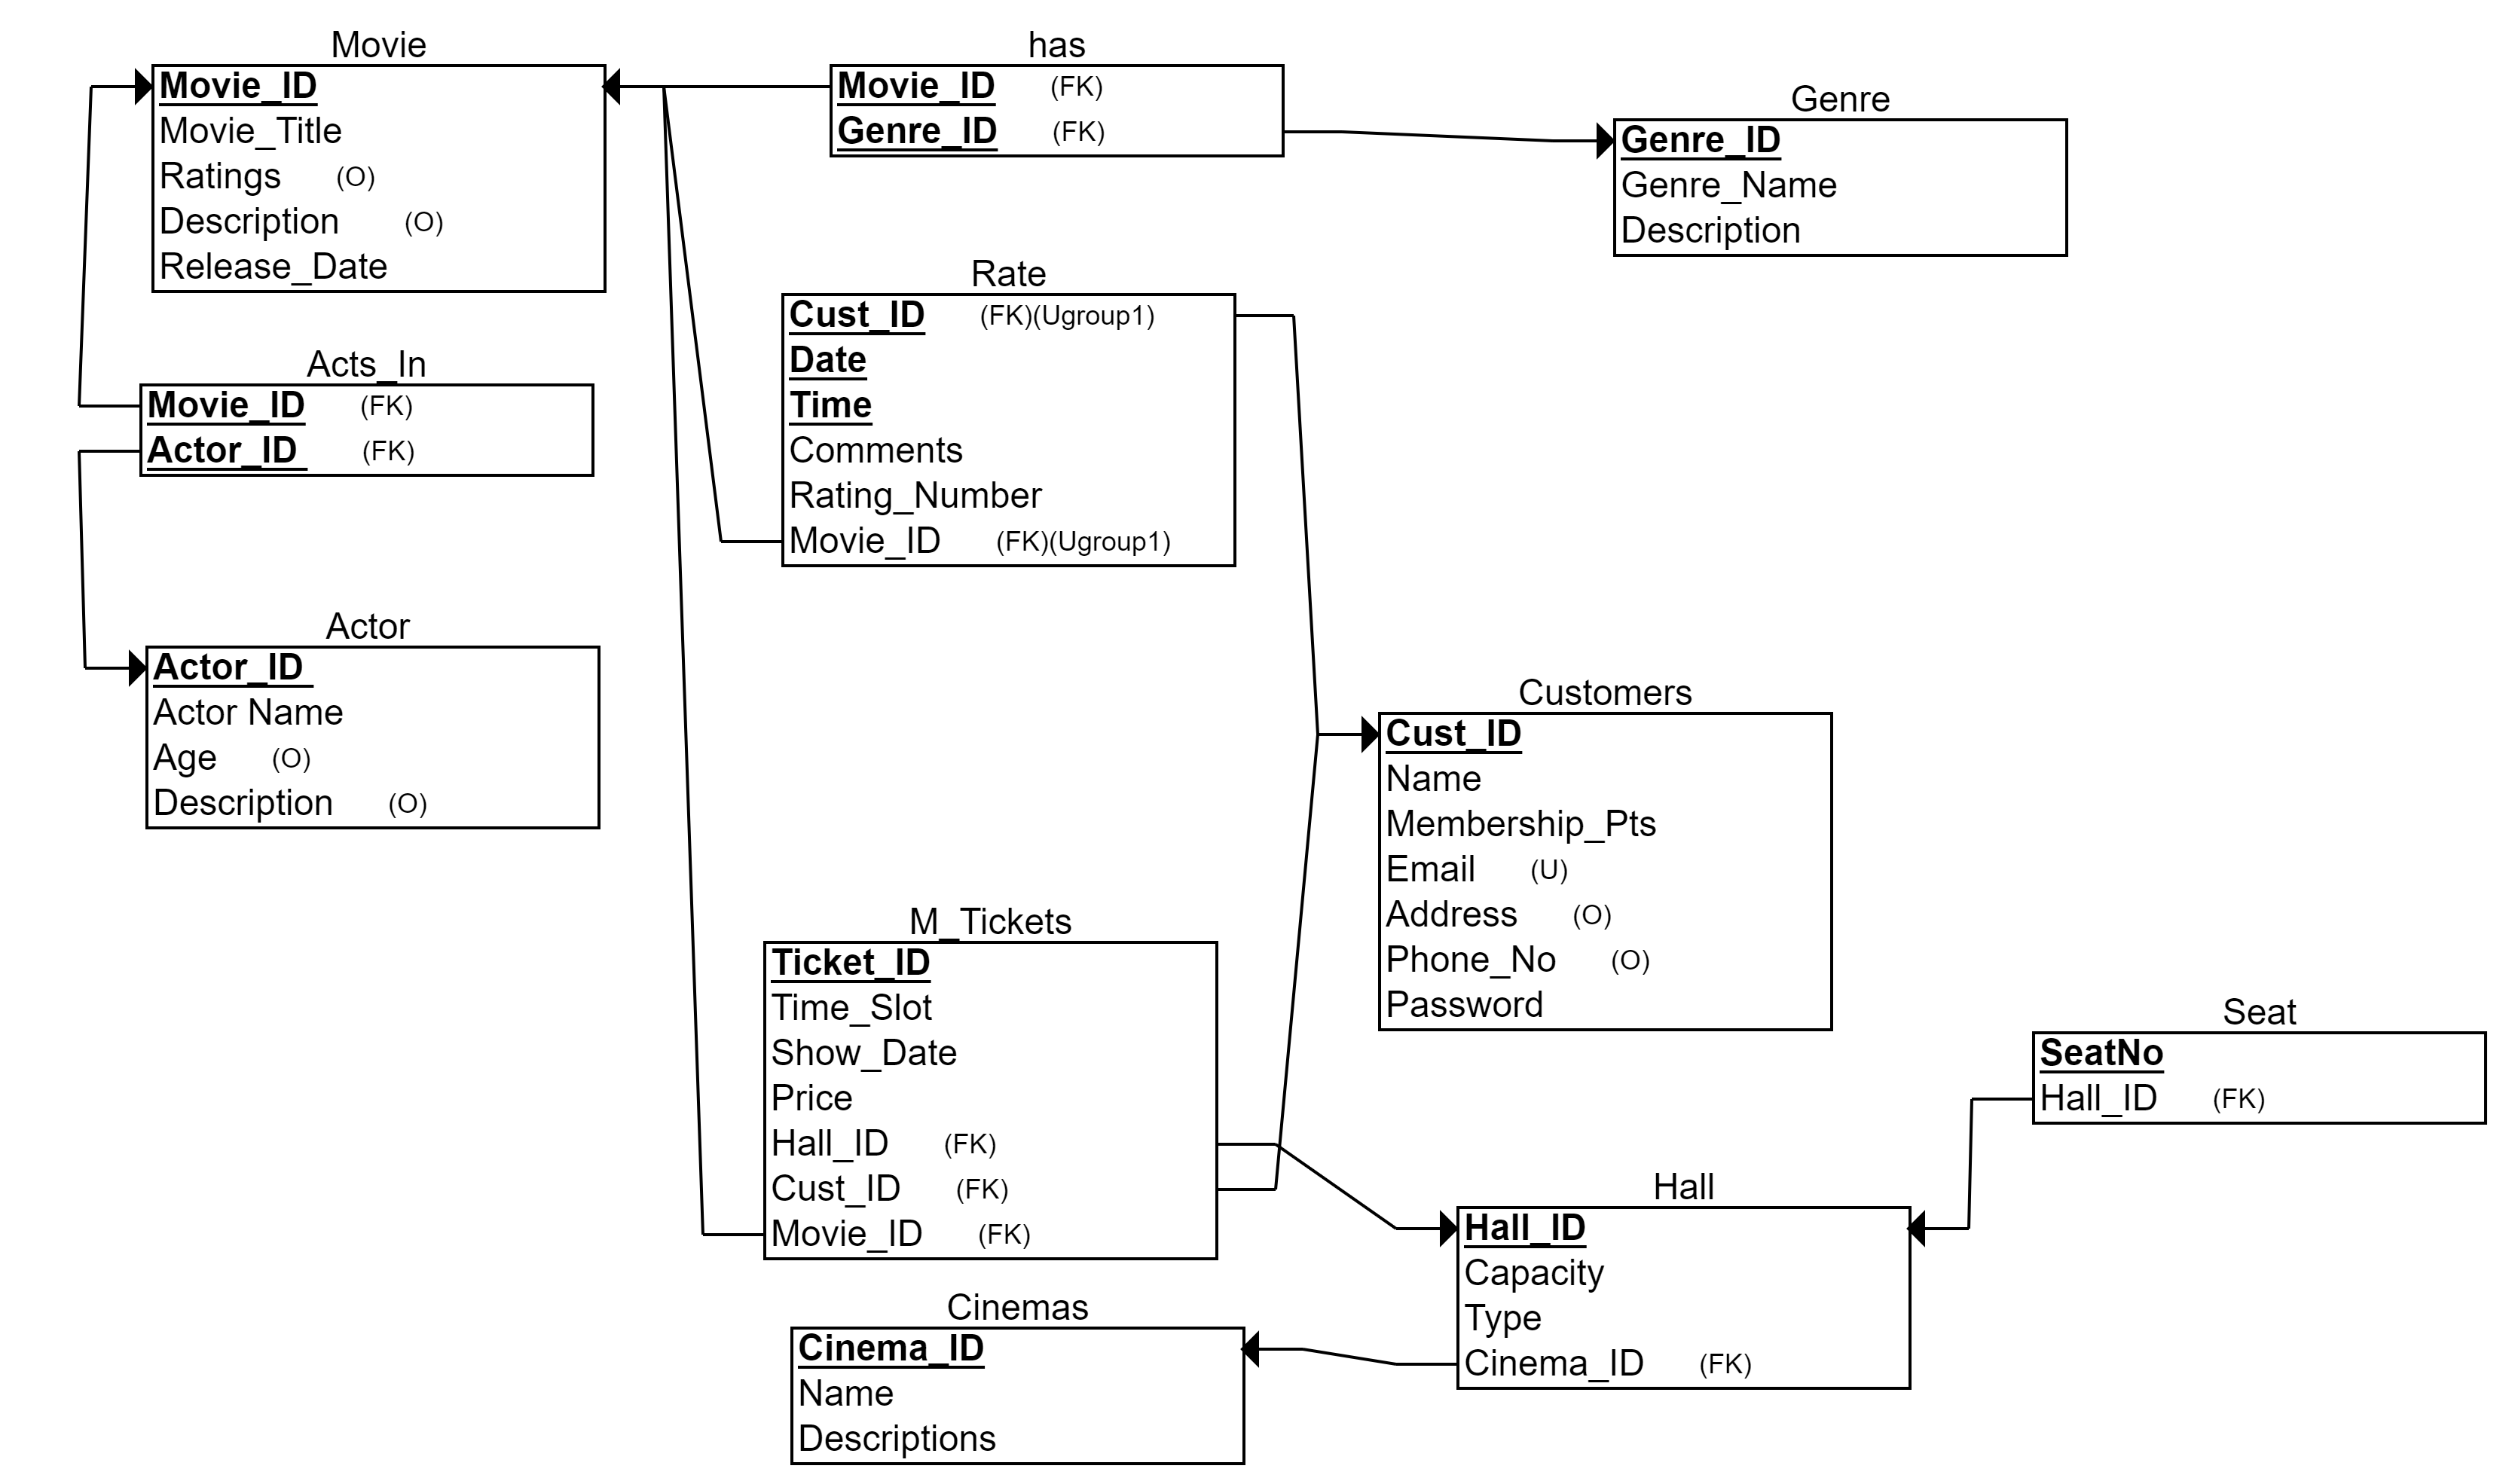 Movie
Movie_ID
Movie_Title
Ratings (O)
Description (O)
Release_Date
has
Movie_ID (FK)
Genre_ID (FK)
Genre
Genre_ID
Genre_Name
Description
Rate
Cust_ID (FK)(Ugroup1)
Date
Time
Comments
Rating_Number
Movie_ID (FK)(Ugroup1)
Acts_In
Movie_ID (FK)
Actor_ID (FK)
Actor
Actor_ID
Actor Name
Age (O)
Description (O)
Customers
Cust_ID
Name
Membership_Pts
Email (U)
Address (O)
Phone_No (O)
Password
M_Tickets
Ticket_ID
Time_Slot
Show_Date
Price
Hall_ID (FK)
Cust_ID (FK)
Movie_ID (FK)
Seat
SeatNo
Hall_ID (FK)
Hall
Hall_ID
Capacity
Type
Cinema_ID (FK)
Cinemas
Cinema_ID
Name
Descriptions